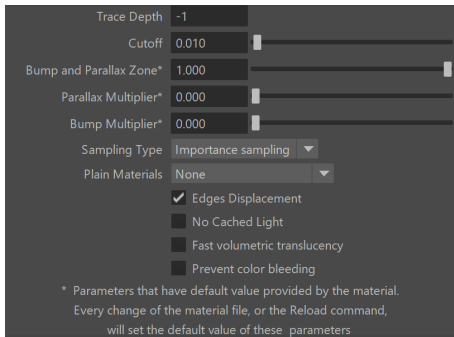 Trace Depth -1
Cutoff 0.010
Bump and Parallax Zone* 1.000
Parallax Multiplier* 0.000
Bump Multiplier* 0.000
Sampling Type Importance sampling
Plain Materials None
Edges Displacement
No Cached Light
Fast volumetric translucency
Prevent color bleeding
* Parameters that have default value provided by the material.
Every change of the material file, or the Reload command,
will set the default value of these parameters